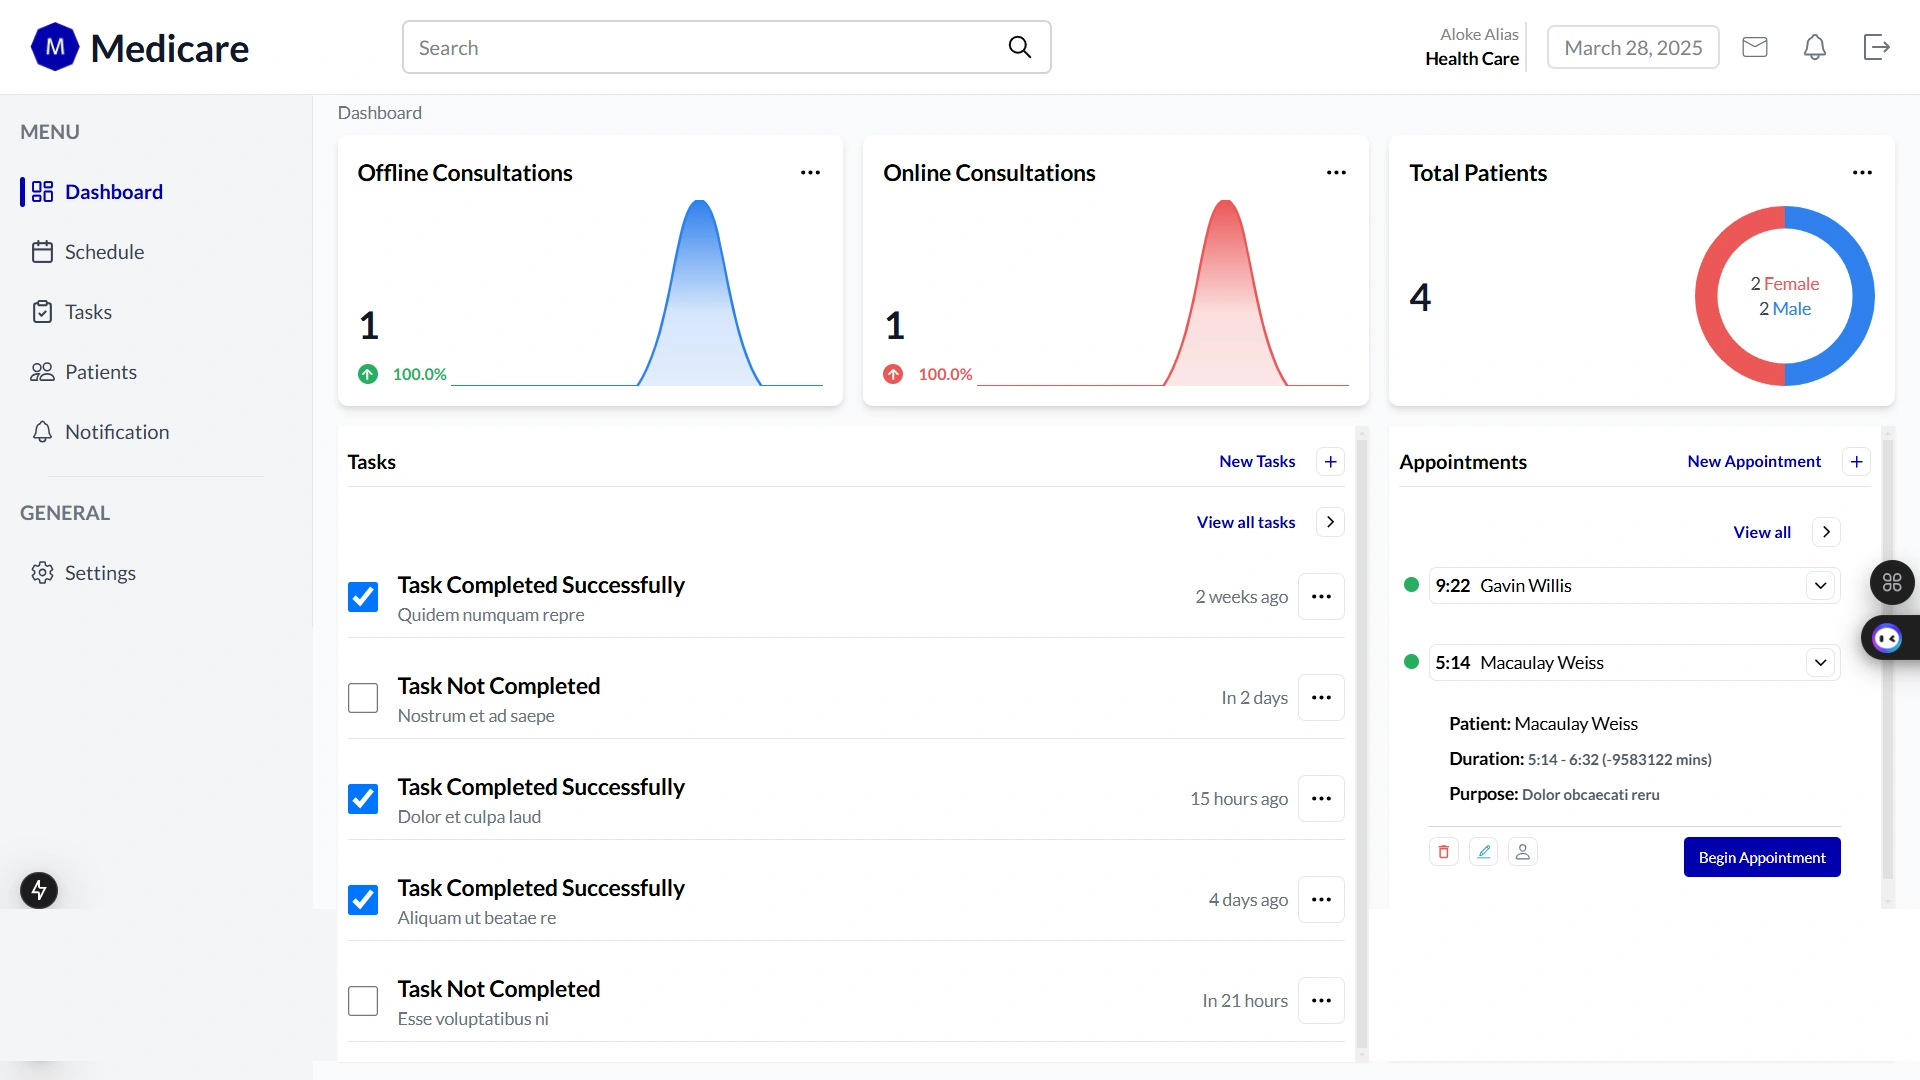 M Medicare
Search
Aloke Alias
Health Care
March 28, 2025
MENU
Dashboard
Schedule
Tasks
Patients
Notification
GENERAL
Settings
Dashboard
Offline Consultations
1
100.0%
Online Consultations
1
100.0%
Total Patients
4
2 Female
2 Male
Tasks
New Tasks
View all tasks
Task Completed Successfully
Quidem numquam repre
2 weeks ago
Task Not Completed
Nostrum et ad saepe
In 2 days
Task Completed Successfully
Dolor et culpa laud
15 hours ago
Task Completed Successfully
Aliquam ut beatae re
4 days ago
Task Not Completed
Esse voluptatibus ni
In 21 hours
Appointments
New Appointment
View all
9:22 Gavin Willis
5:14 Macaulay Weiss
Patient: Macaulay Weiss
Duration: 5:14 - 6:32 (-9583122 mins)
Purpose: Dolor obcaecati reru
Begin Appointment